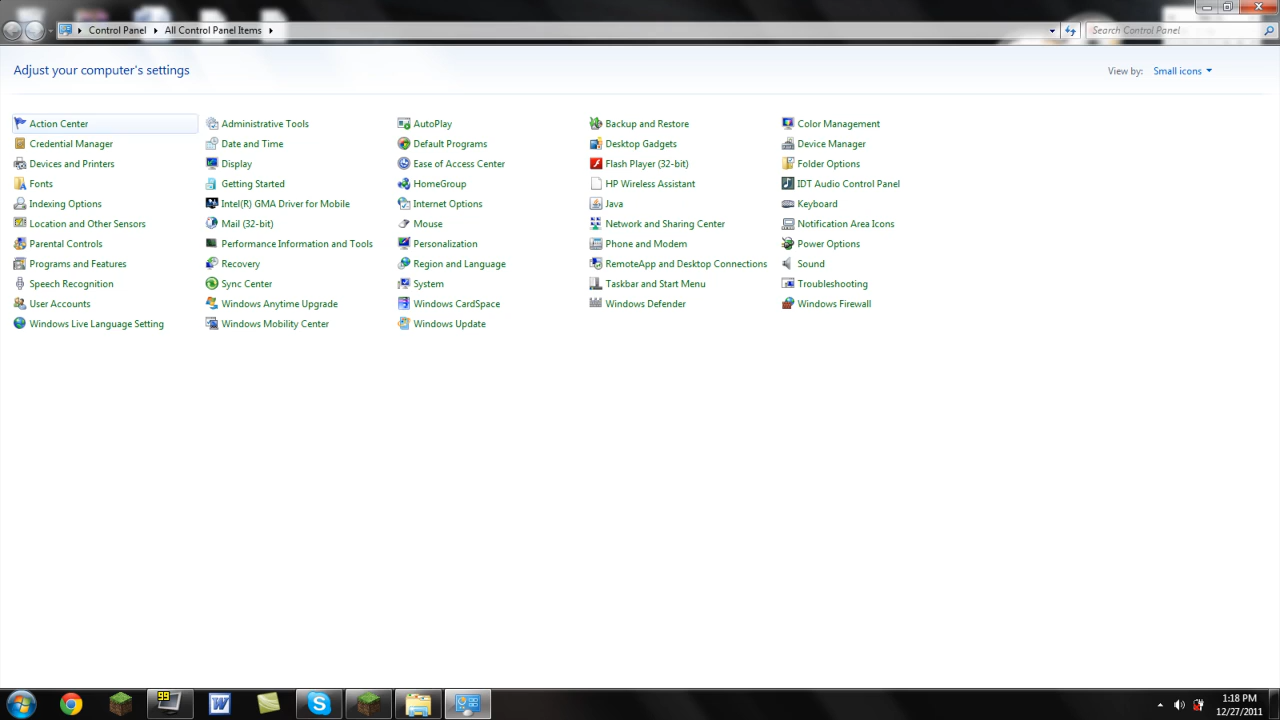 Control Panel All Control Panel Items
Search Control Panel
Adjust your computer's settings
View by: Small icons
Action Center Administrative Tools AutoPlay Backup and Restore Color Management
Credential Manager Date and Time Default Programs Desktop Gadgets Device Manager
Devices and Printers Display Ease of Access Center Flash Player (32-bit) Folder Options
Fonts Getting Started HomeGroup HP Wireless Assistant IDT Audio Control Panel
Indexing Options Intel(R) GMA Driver for Mobile Internet Options Java Keyboard
Location and Other Sensors Mail (32-bit) Mouse Network and Sharing Center Notification Area Icons
Parental Controls Performance Information and Tools Personalization Phone and Modem Power Options
Programs and Features Recovery Region and Language RemoteApp and Desktop Connections Sound
Speech Recognition Sync Center System Taskbar and Start Menu Troubleshooting
User Accounts Windows Anytime Upgrade Windows CardSpace Windows Defender Windows Firewall
Windows Live Language Setting Windows Mobility Center Windows Update
99
1:18 PM
12/27/2011